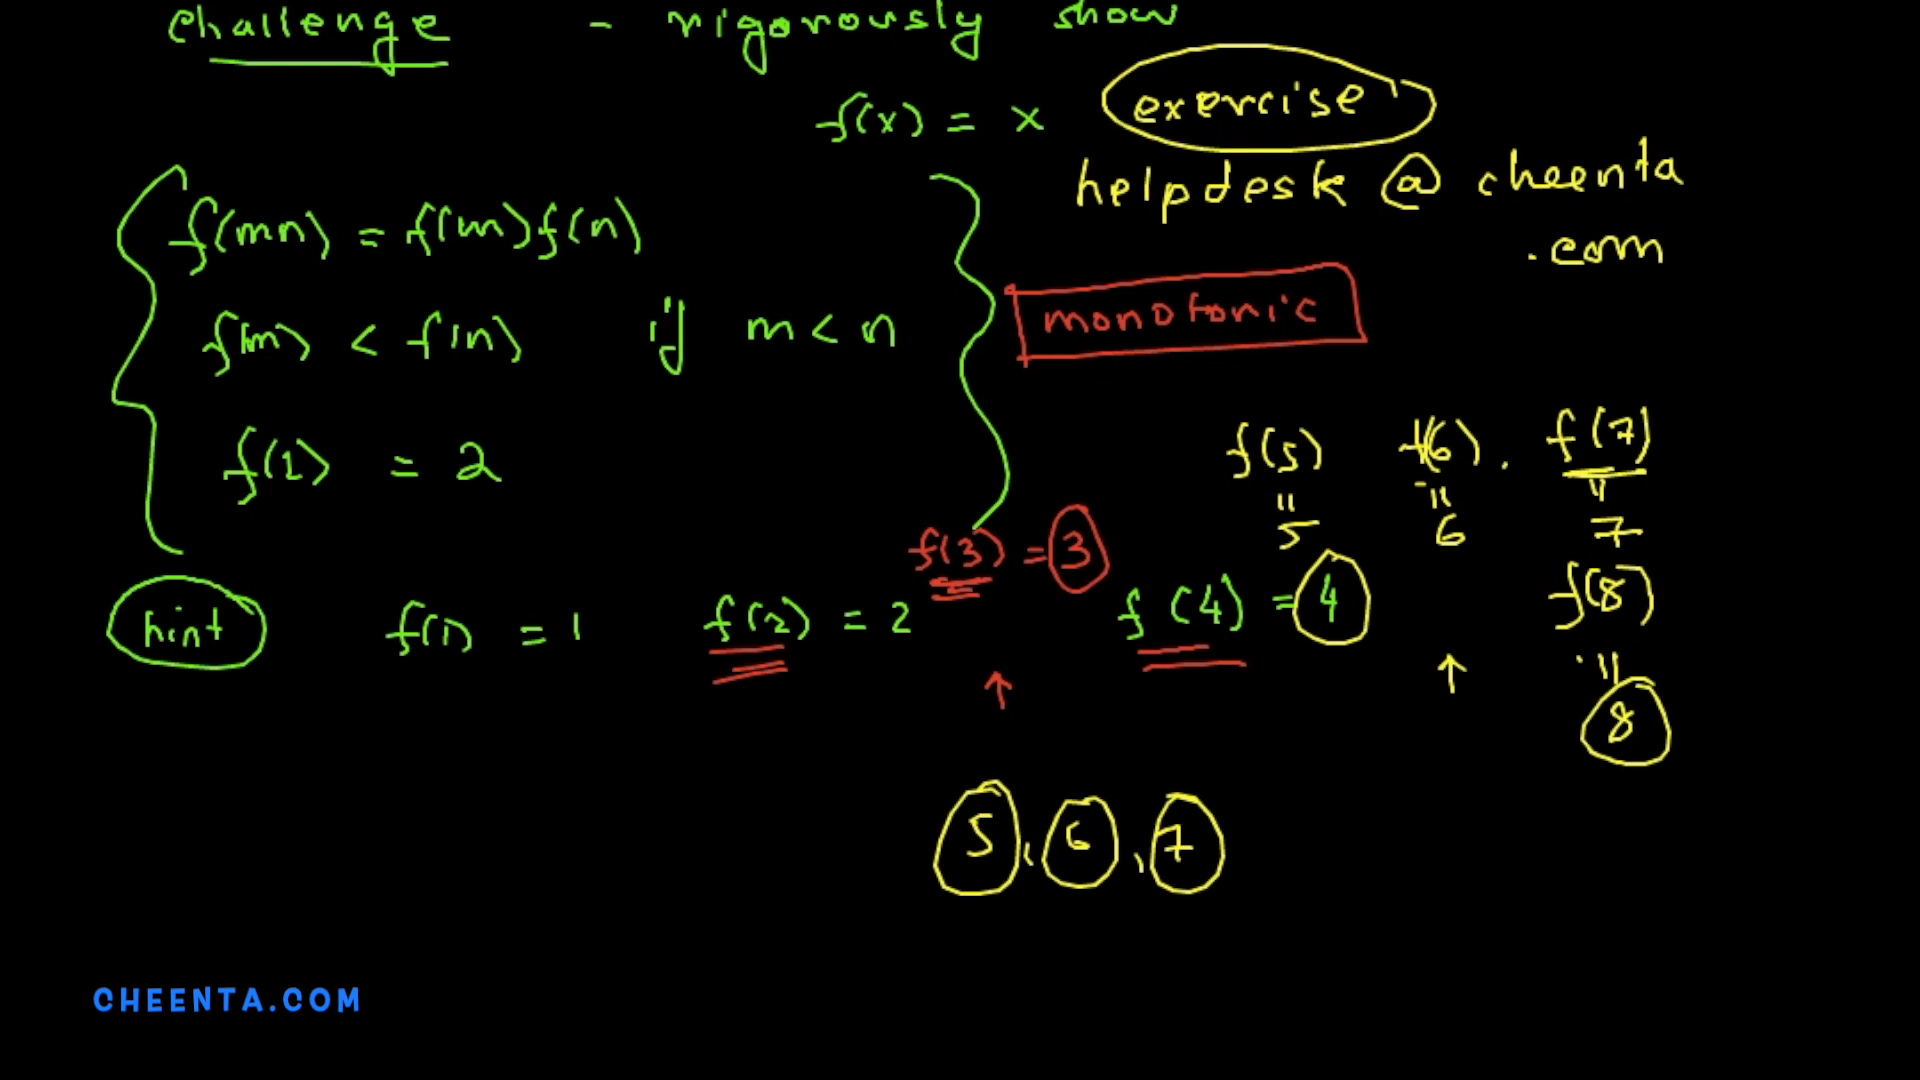 challenge - rigorously show
f(x) = x exercise
helpdesk @ cheenta
.com
f(mn) = f(m)f(n)
monotonic
f(m) < f(n) if m < n
f(2) = 2
f(5) f(6). f(7)
" " "
5 6 7
f(3) = 3
hint f(1) = 1 f(2) = 2 f(4) = 4 f(8)
↑ ↑ "
8
5, 6, 7
CHEENTA.COM